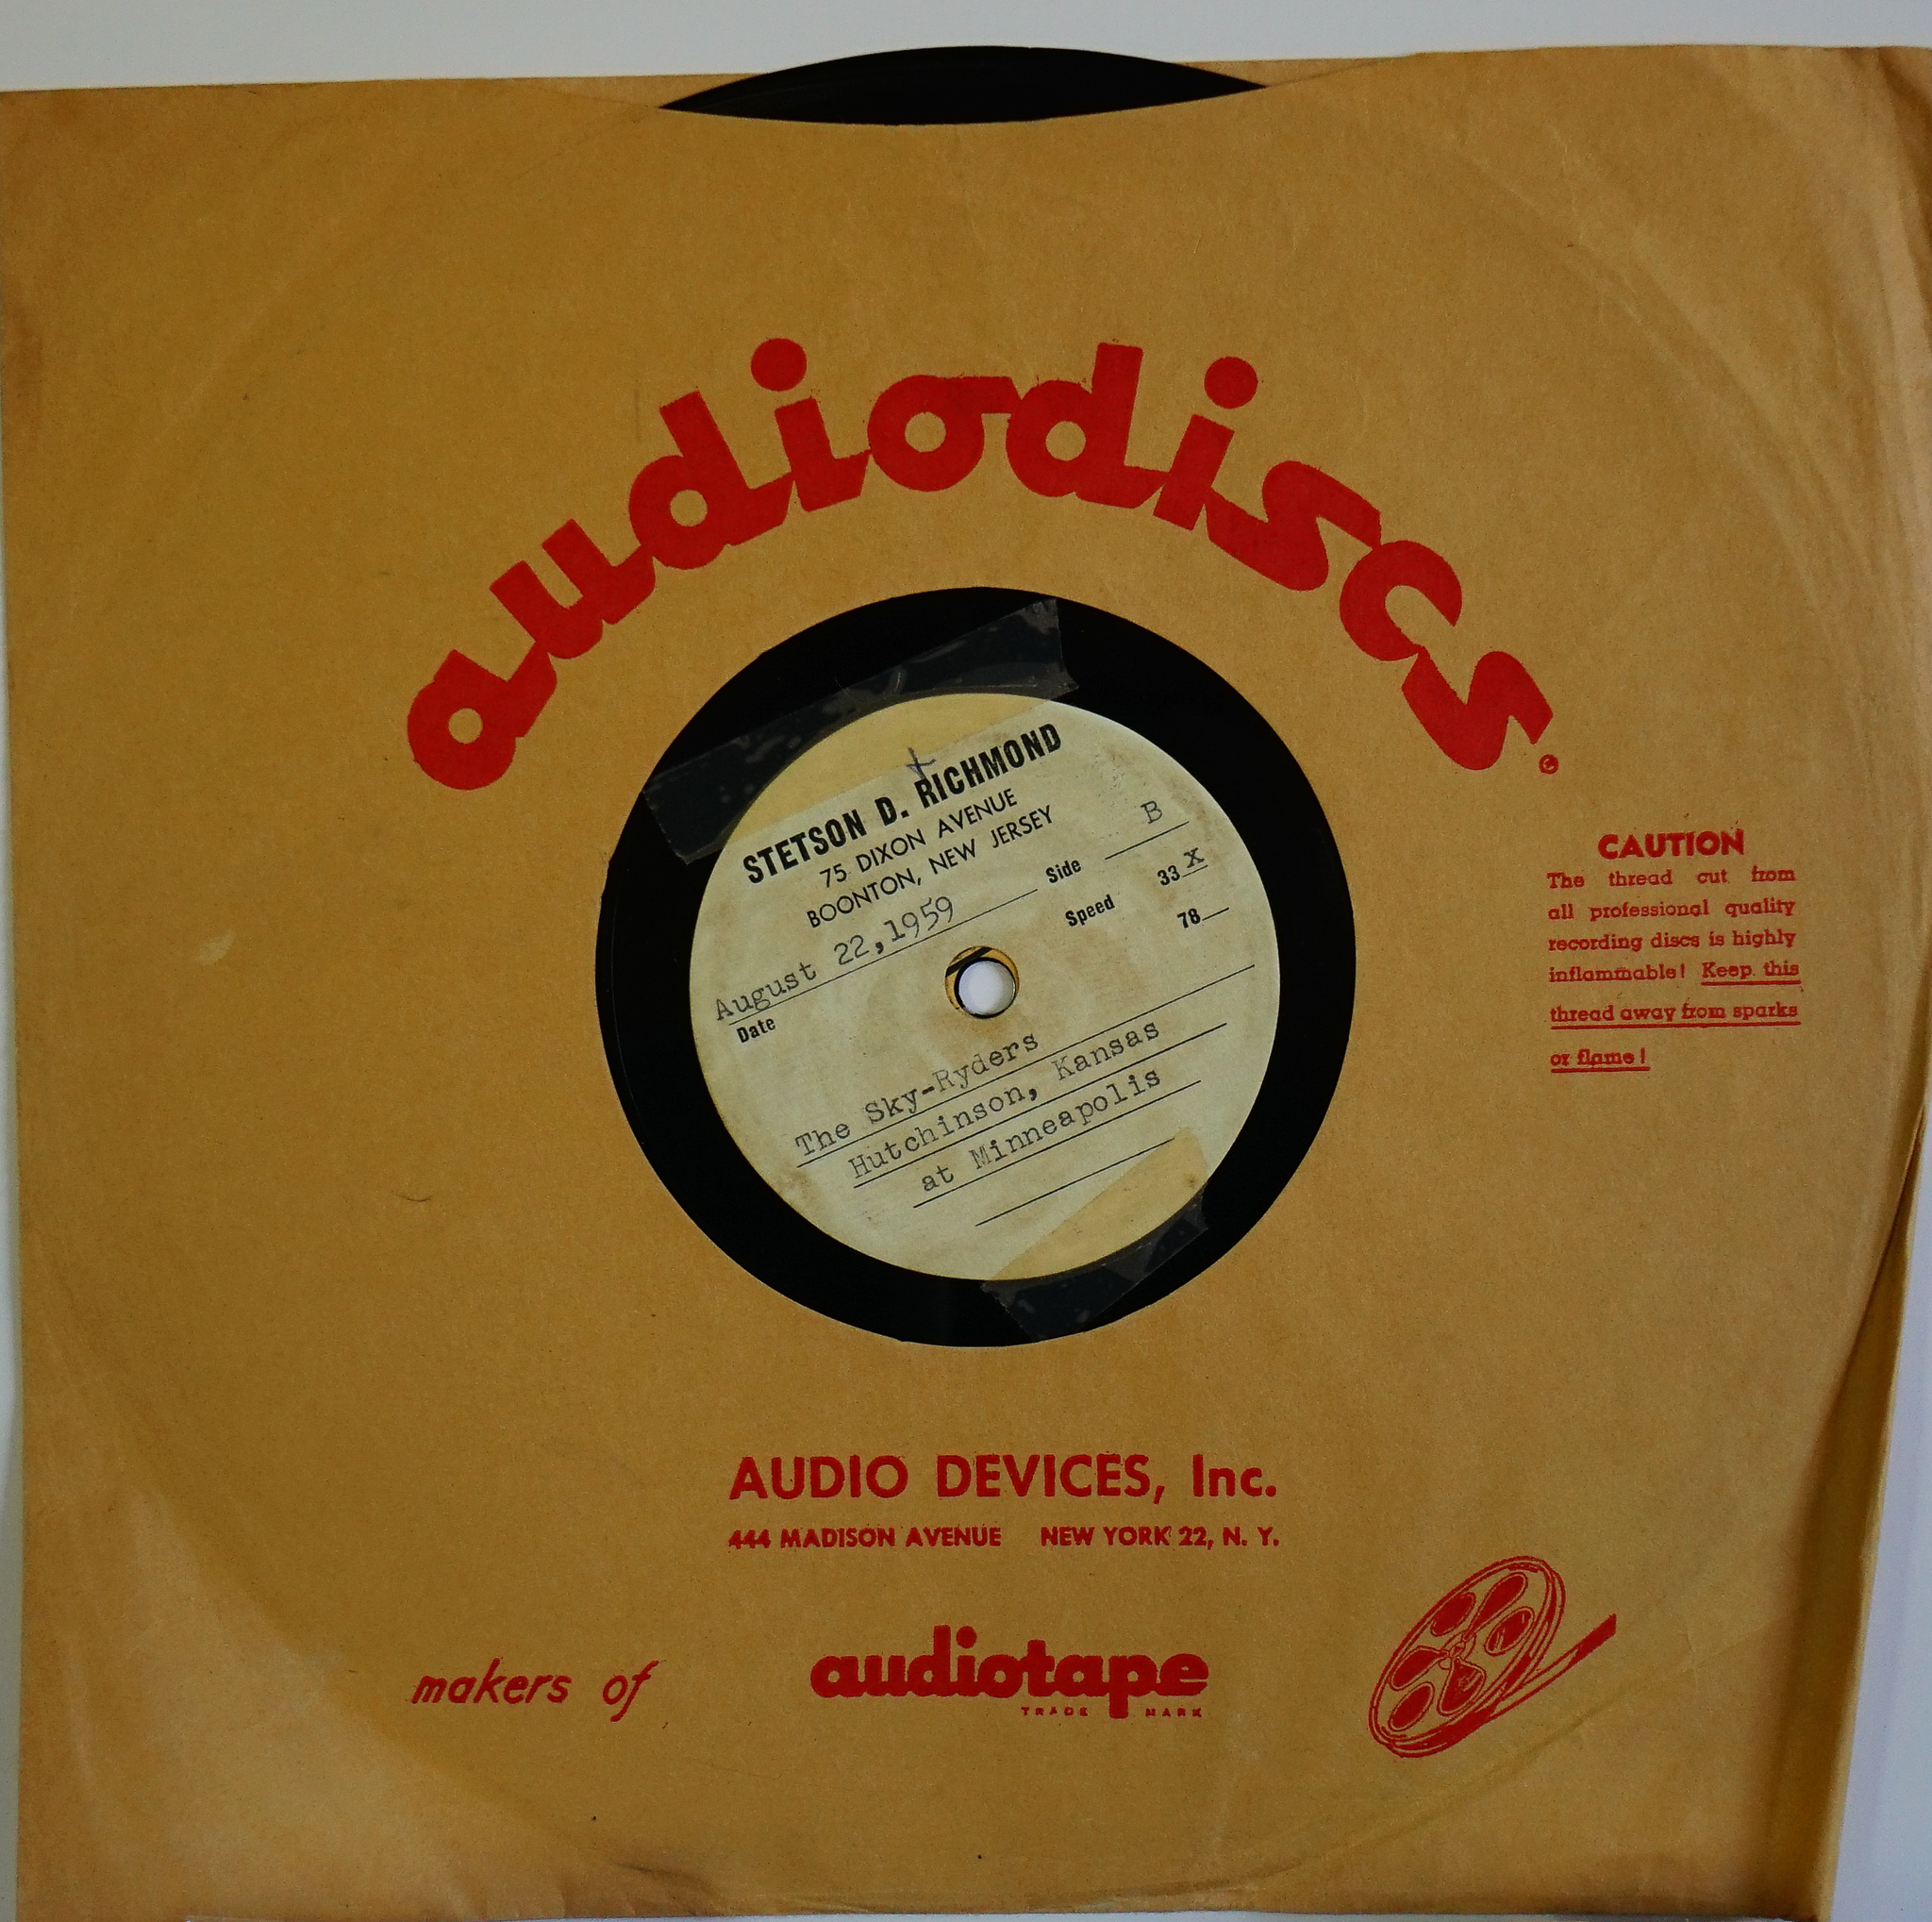 audiodiscs
STETSON D. RICHMOND
75 DIXON AVENUE
BOONTON, NEW JERSEY
August 22,1959
Date
Side B
Speed 33 X
78
The Sky-Ryders
Hutchinson, Kansas
at Minneapolis
CAUTION
The thread cut from
all professional quality
recording discs is highly
inflammable! Keep this
thread away from sparks
or flame!
AUDIO DEVICES, Inc.
444 MADISON AVENUE NEW YORK 22, N. Y.
makers of audiotape
TRADE MARK